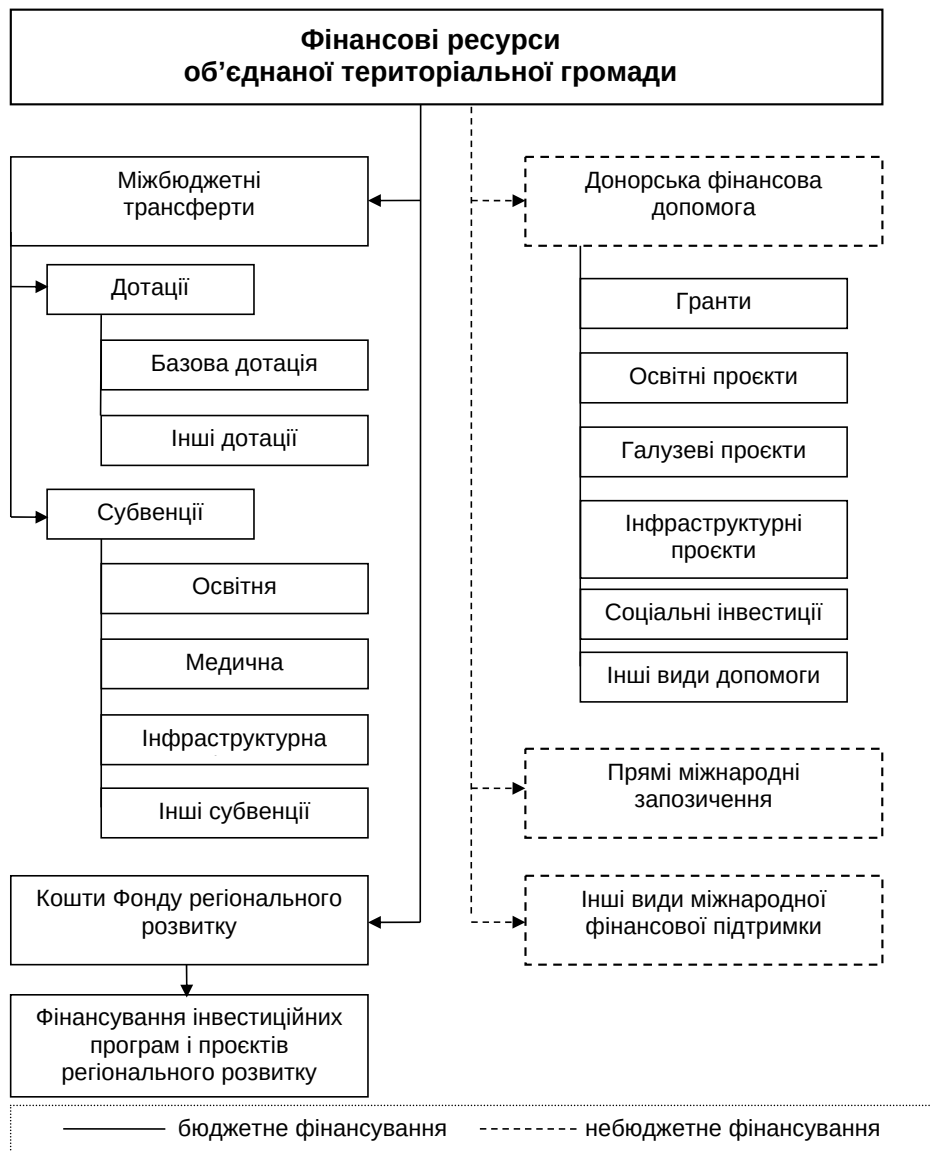 Фінансові ресурси
об’єднаної територіальної громади
Міжбюджетні
трансферти
Дотації
Базова дотація
Інші дотації
Субвенції
Освітня
Медична
Інфраструктурна
Інші субвенції
Кошти Фонду регіонального
розвитку
Фінансування інвестиційних
програм і проєктів
регіонального розвитку
Донорська фінансова
допомога
Гранти
Освітні проєкти
Галузеві проєкти
Інфраструктурні
проєкти
Соціальні інвестиції
Інші види допомоги
Прямі міжнародні
запозичення
Інші види міжнародної
фінансової підтримки
бюджетне фінансування
небюджетне фінансування